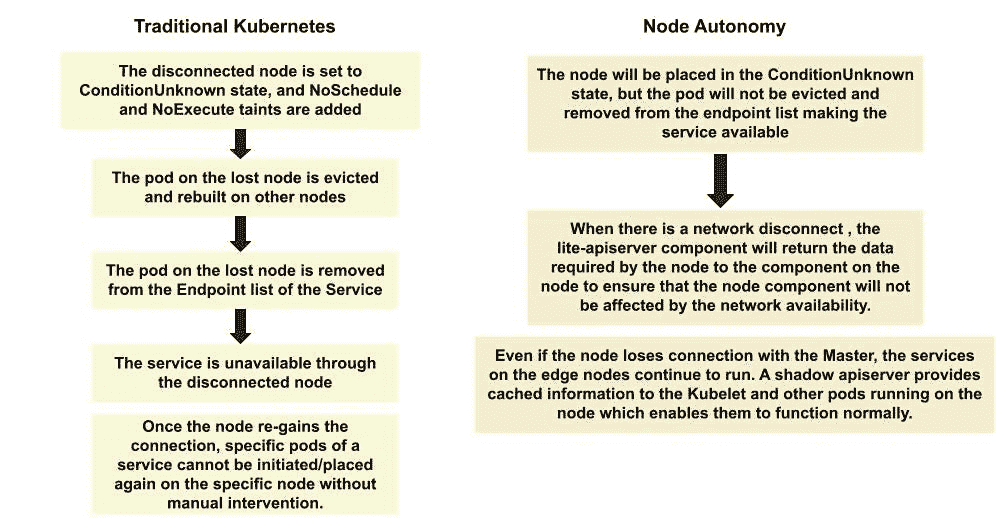 Traditional Kubernetes
The disconnected node is set to
ConditionUnknown state, and NoSchedule
and NoExecute taints are added
The pod on the lost node is evicted
and rebuilt on other nodes
The pod on the lost node is removed
from the Endpoint list of the Service
The service is unavailable through
the disconnected node
Once the node re-gains the
connection, specific pods of a
service cannot be initiated/placed
again on the specific node without
manual intervention.
Node Autonomy
The node will be placed in the ConditionUnknown
state, but the pod will not be evicted and
removed from the endpoint list making the
service available
When there is a network disconnect , the
lite-apiserver component will return the data
required by the node to the component on the
node to ensure that the node component will not
be affected by the network availability.
Even if the node loses connection with the Master, the services
on the edge nodes continue to run. A shadow apiserver provides
cached information to the Kubelet and other pods running on the
node which enables them to function normally.